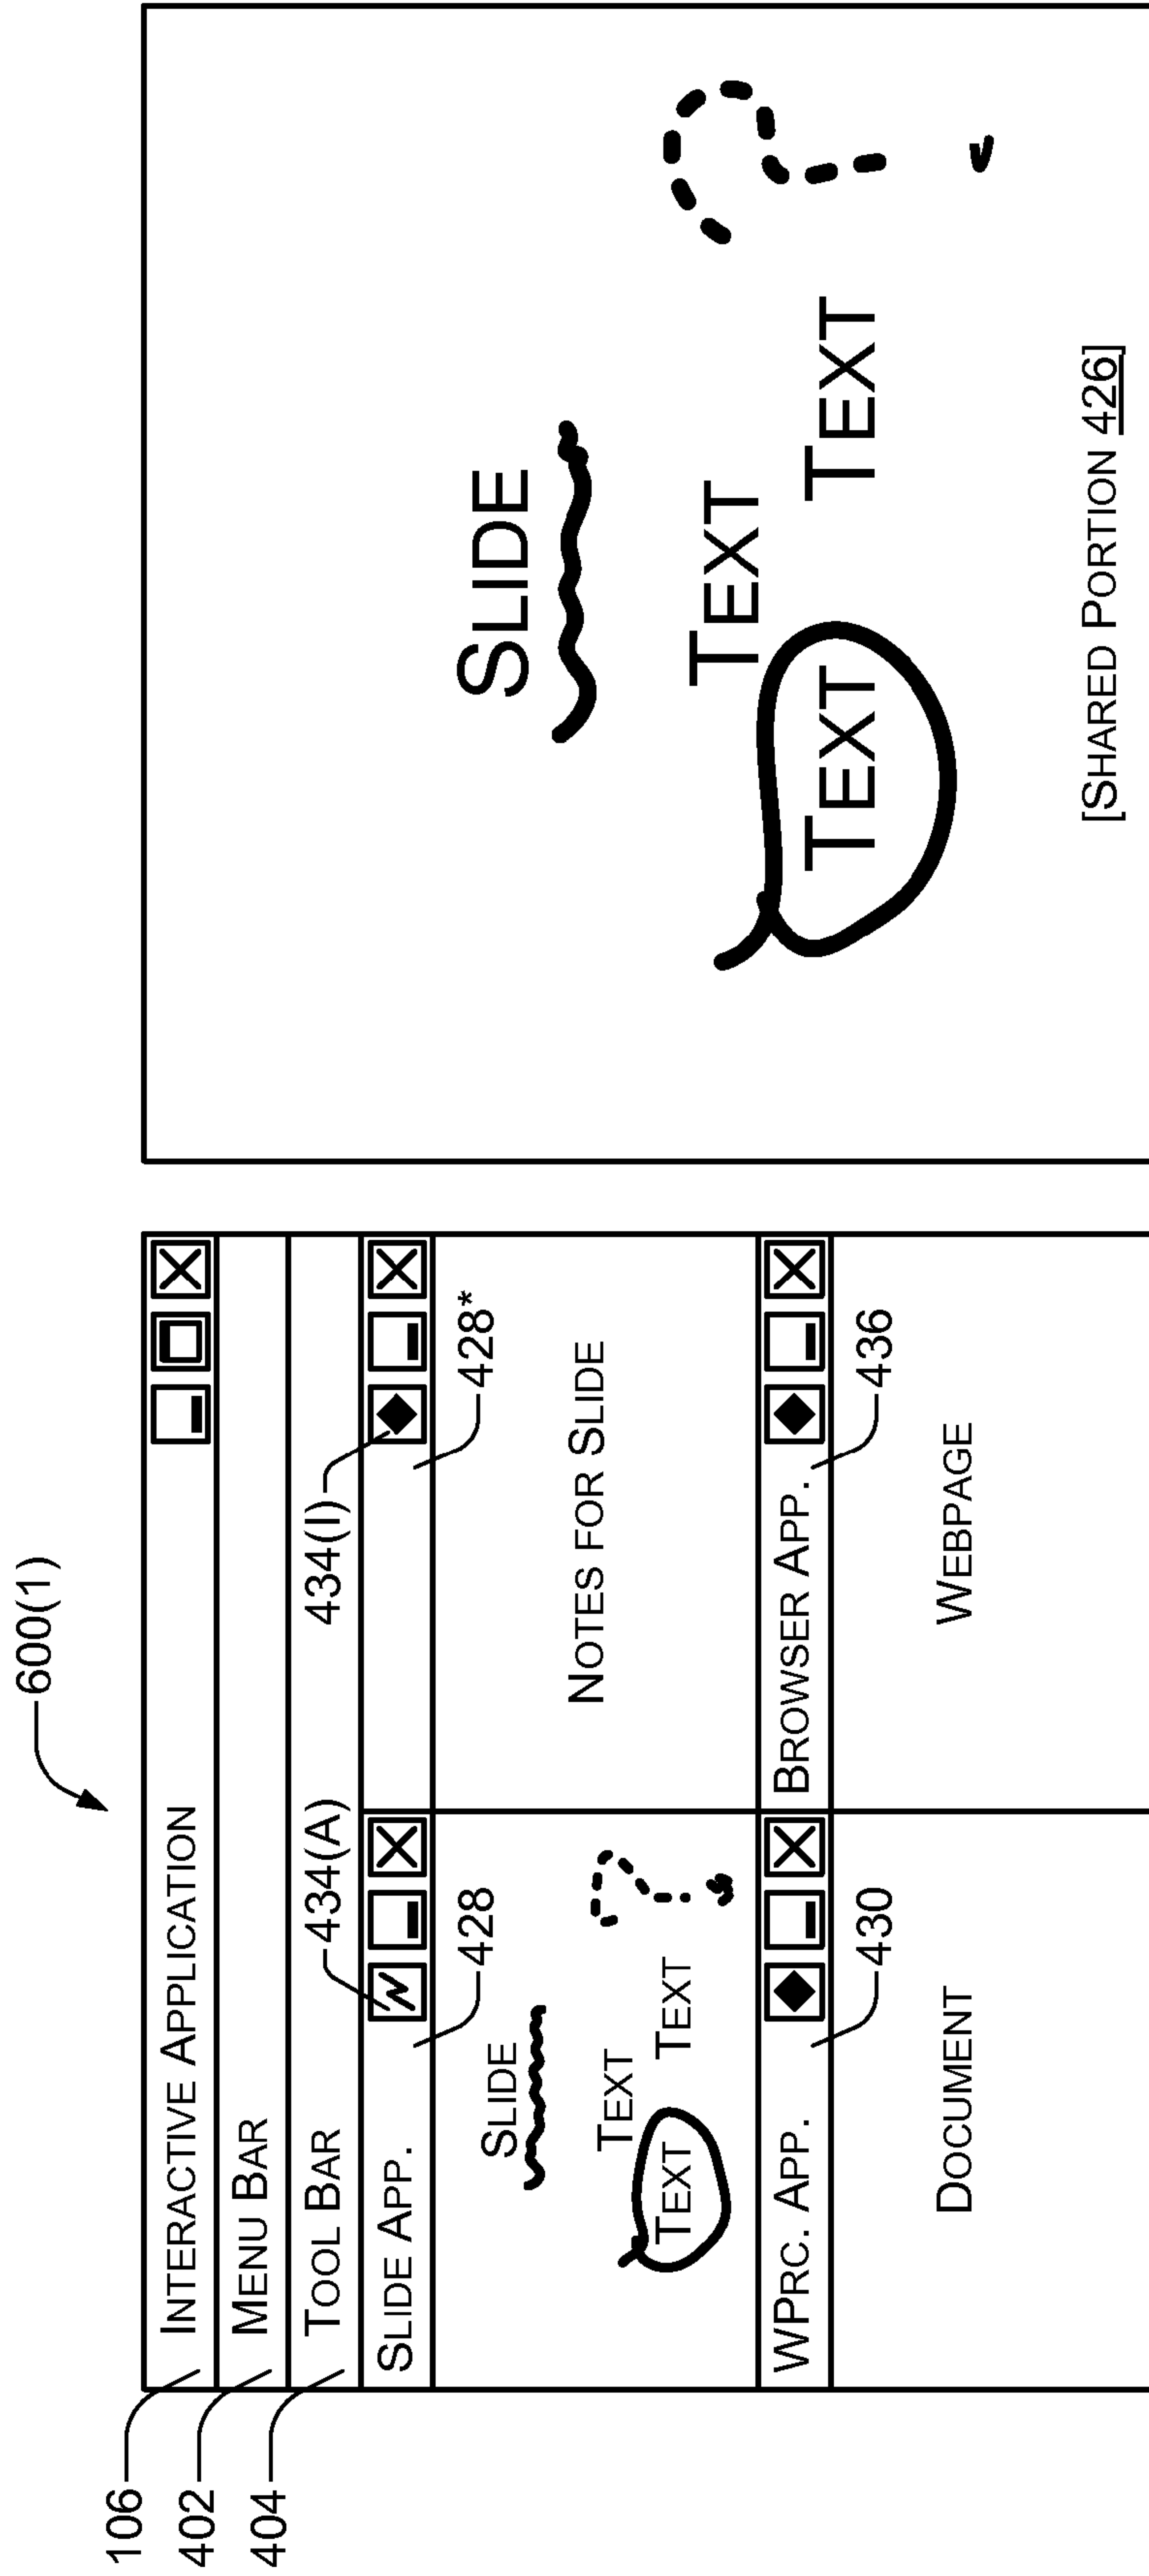 600(1)
106
INTERACTIVE APPLICATION
402
MENU BAR
404
TOOL BAR
434(A)
434(I)
SLIDE APP.
428
428*
SLIDE
TEXT
TEXT
TEXT
NOTES FOR SLIDE
WPRC. APP.
430
BROWSER APP.
436
DOCUMENT
WEBPAGE
SLIDE
TEXT
TEXT
TEXT
[SHARED PORTION 426]